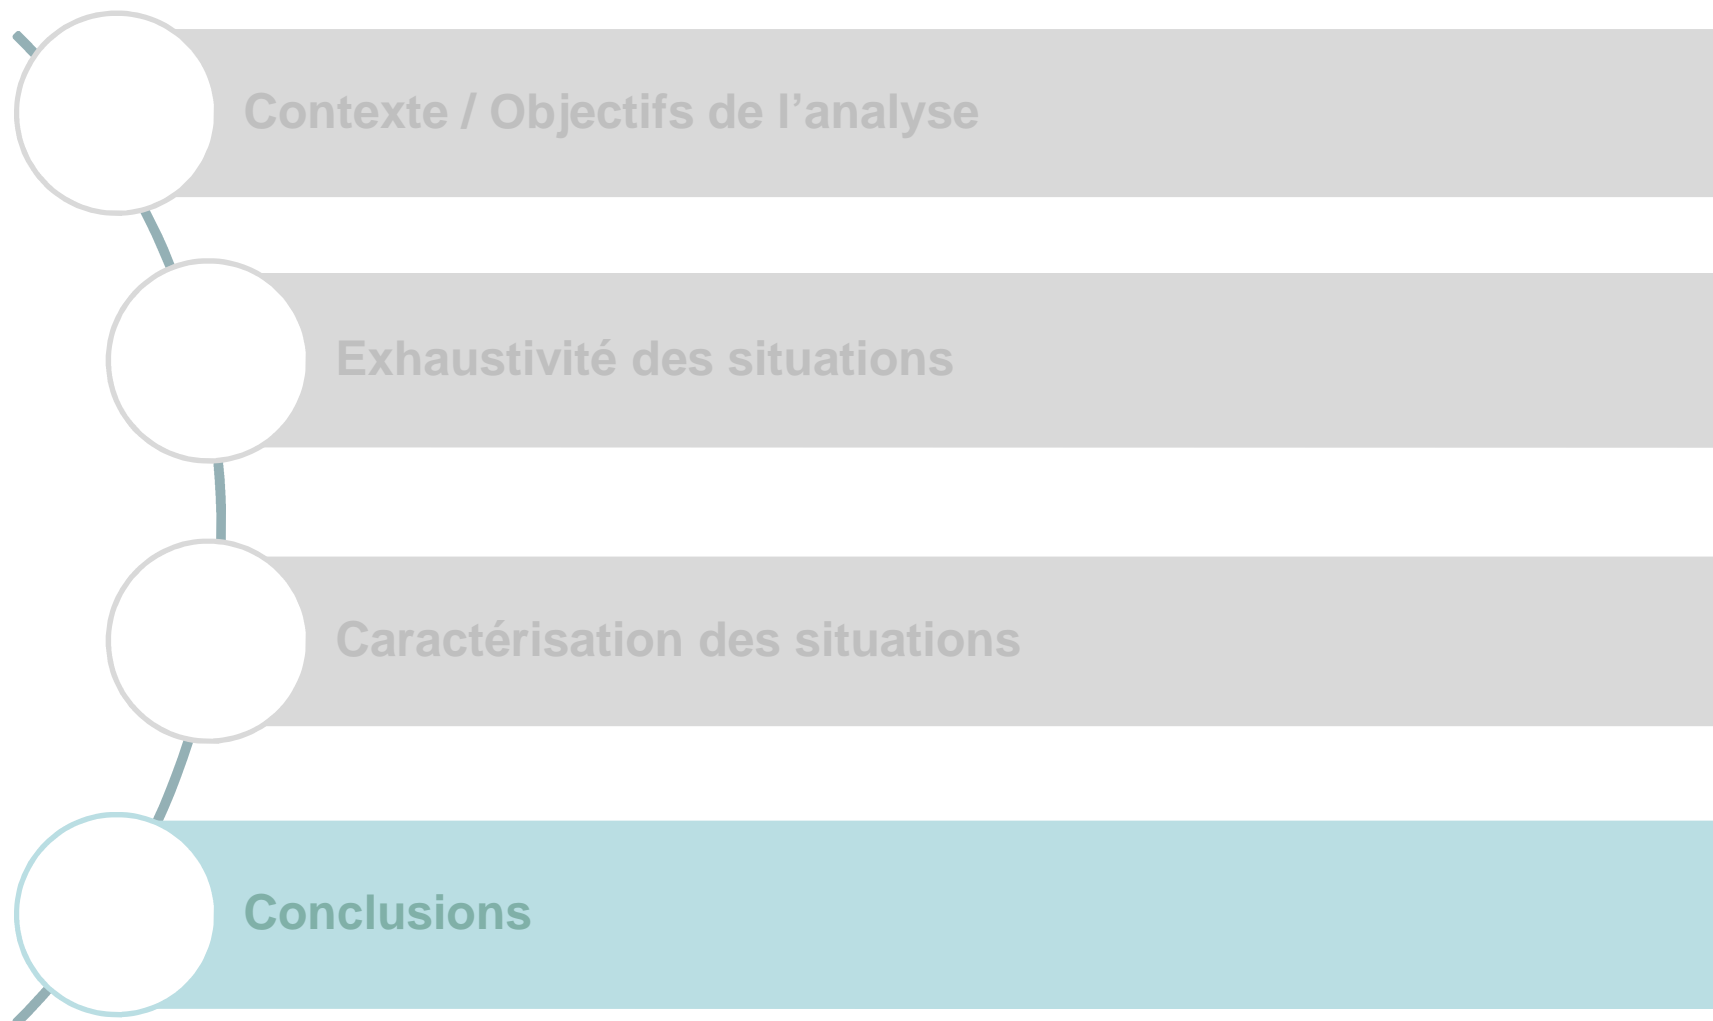 Contexte / Objectifs de l’analyse
Exhaustivité des situations
Caractérisation des situations
Conclusions